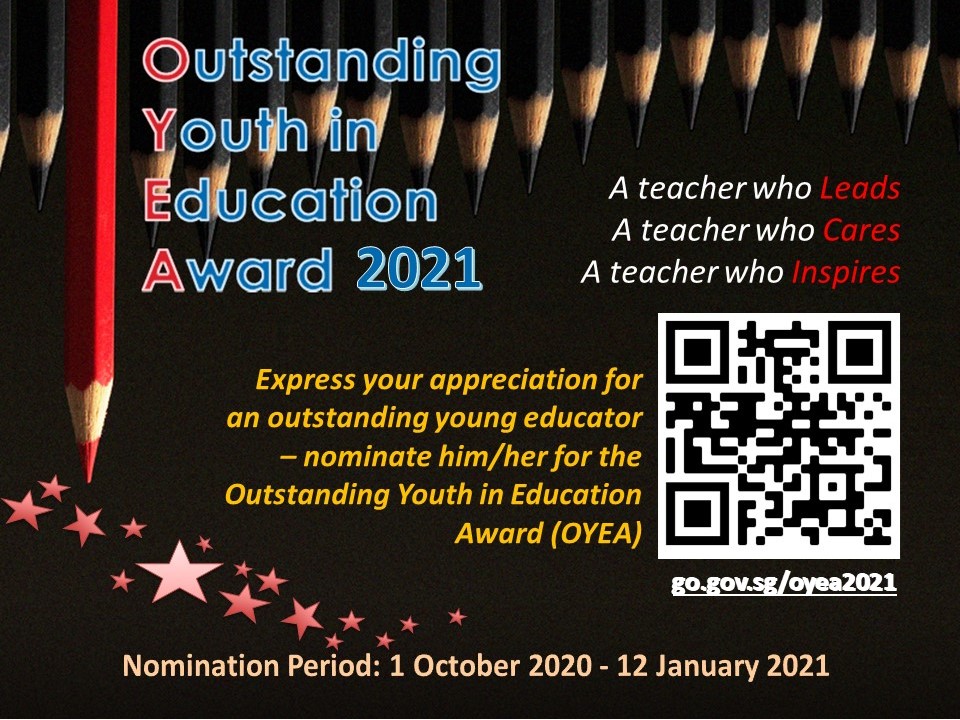 Outstanding
Youth in
Education
Award 2021
A teacher who Leads
A teacher who Cares
A teacher who Inspires
Express your appreciation for
an outstanding young educator
– nominate him/her for the
Outstanding Youth in Education
Award (OYEA)
go.gov.sg/oyea2021
Nomination Period: 1 October 2020 - 12 January 2021